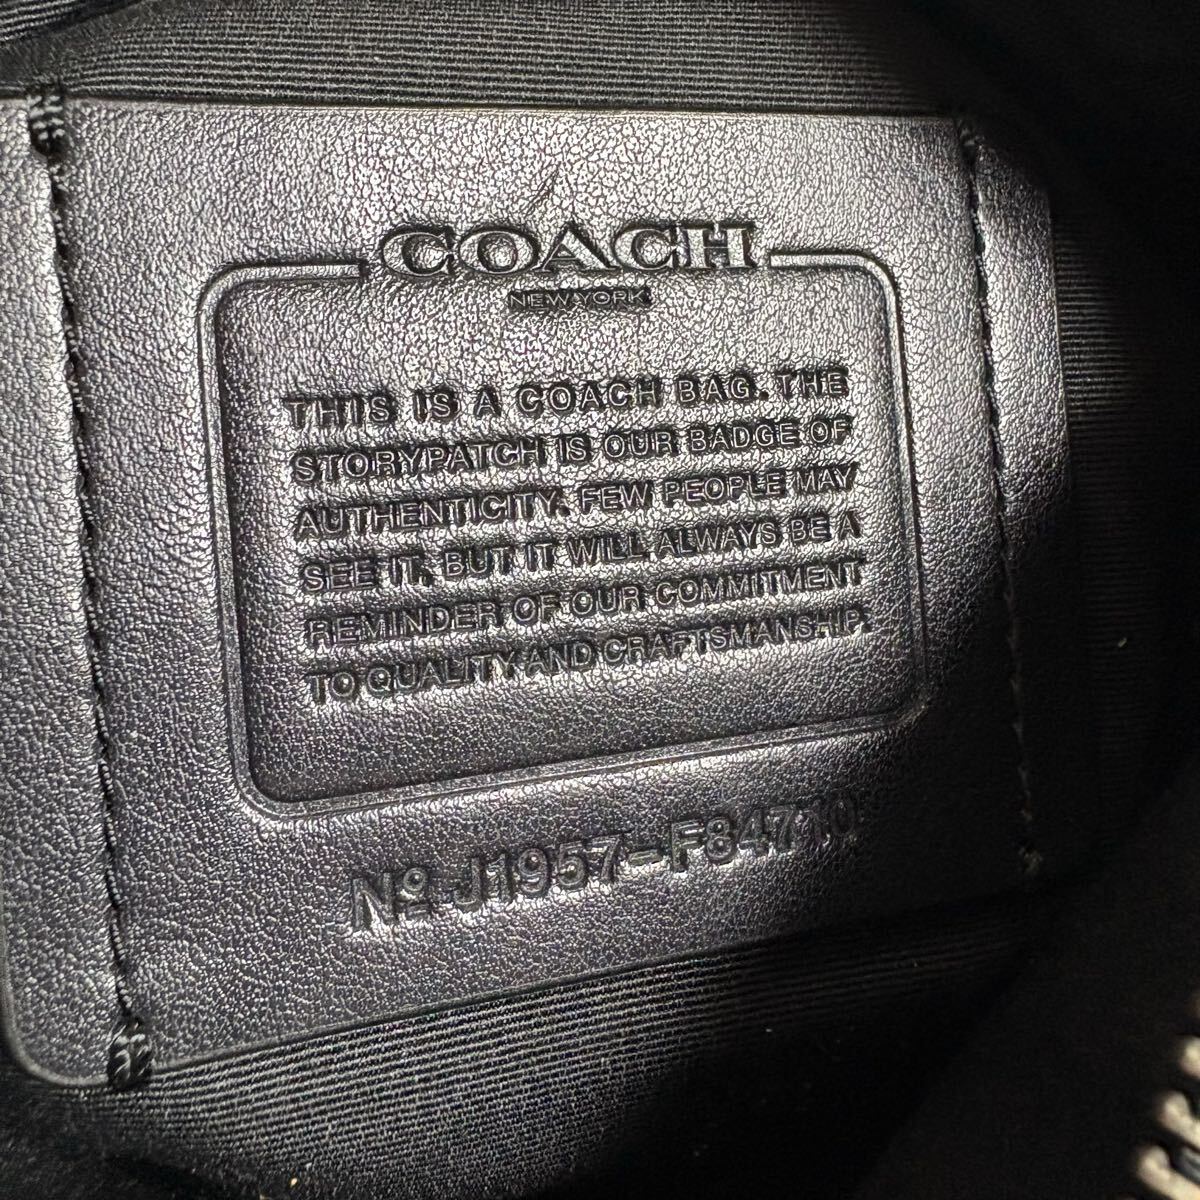 COACH
NEW YORK
THIS IS A COACH BAG. THE
STORYPATCH IS OUR BADGE OF
AUTHENTICITY. FEW PEOPLE MAY
SEE IT, BUT IT WILL ALWAYS BE A
REMINDER OF OUR COMMITMENT
TO QUALITY AND CRAFTSMANSHIP.
Nº J1957-F84710